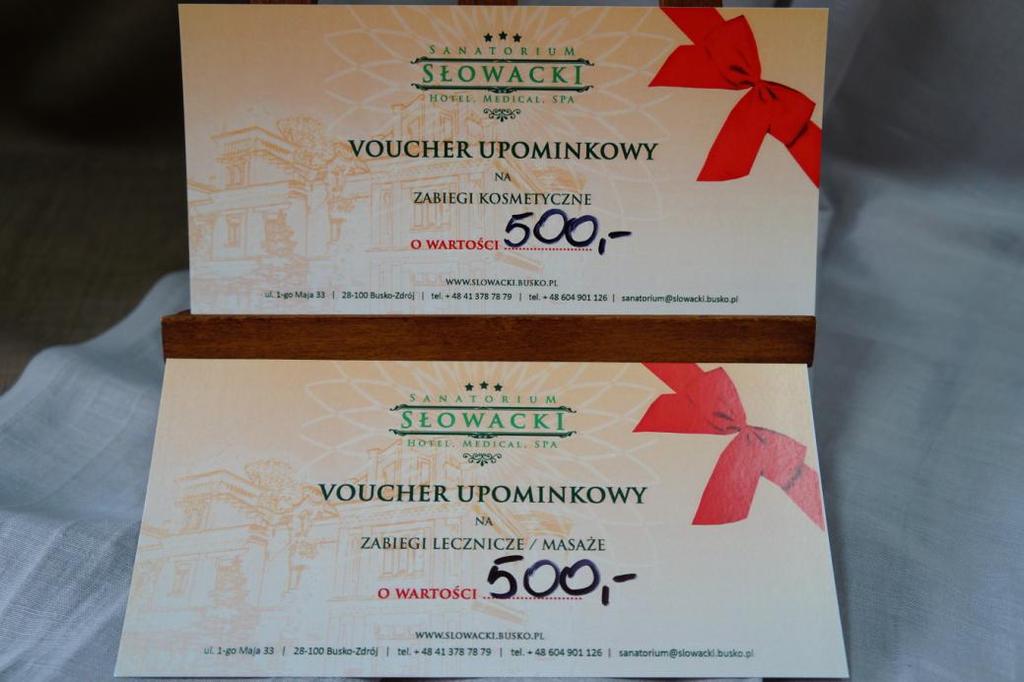 SANATORIUM
SŁOWACKI
HOTEL, MEDICAL, SPA
VOUCHER UPOMINKOWY
NA
ZABIEGI KOSMETYCZNE
O WARTOŚCI 500,-
WWW.SLOWACKI.BUSKO.PL
ul. 1-go Maja 33 | 28-100 Busko-Zdrój | tel. + 48 41 378 78 79 | tel. + 48 604 901 126 | sanatorium@slowacki.busko.pl
SANATORIUM
SŁOWACKI
HOTEL, MEDICAL, SPA
VOUCHER UPOMINKOWY
NA
ZABIEGI LECZNICZE / MASAŻE
O WARTOŚCI 500,-
WWW.SLOWACKI.BUSKO.PL
ul. 1-go Maja 33 | 28-100 Busko-Zdrój | tel. + 48 41 378 78 79 | tel. + 48 604 901 126 | sanatorium@slowacki.busko.pl